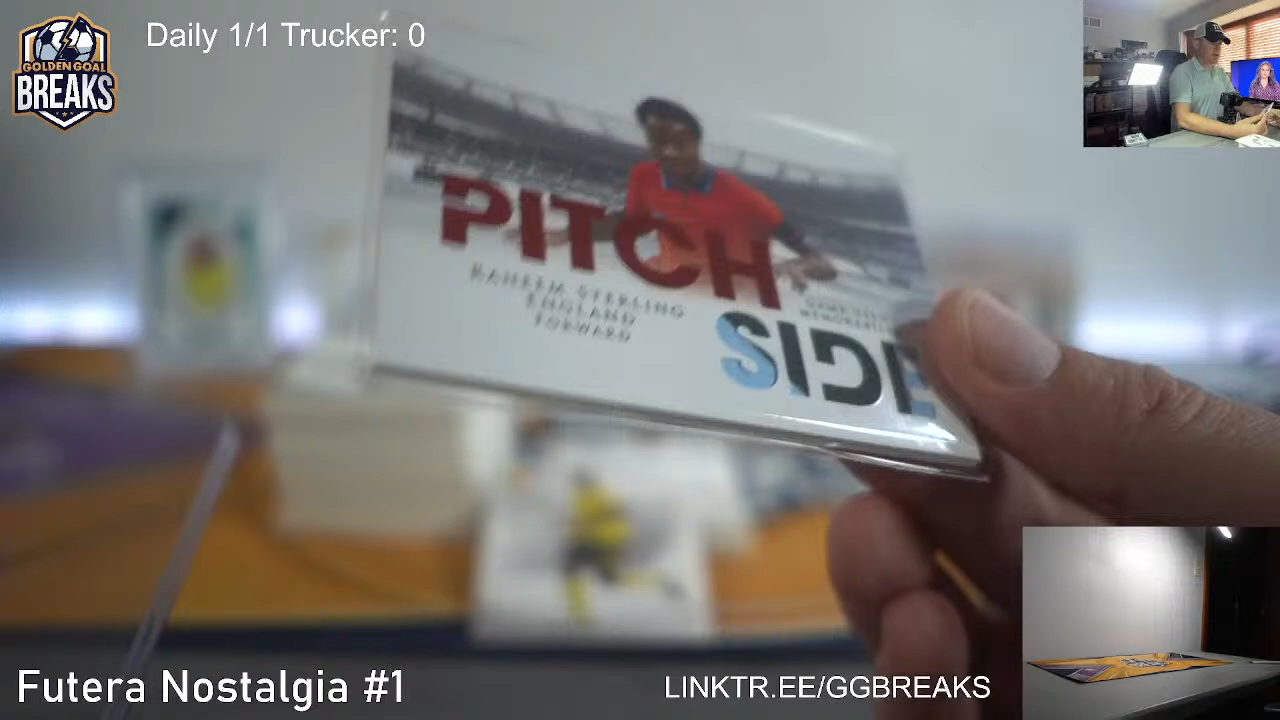 Daily 1/1 Trucker: 0
GOLDEN GOAL
BREAKS
PITCH
RAHEEM STERLING
ENGLAND
FORWARD
SIDE
Futera Nostalgia #1
LINKTR.EE/GGBREAKS